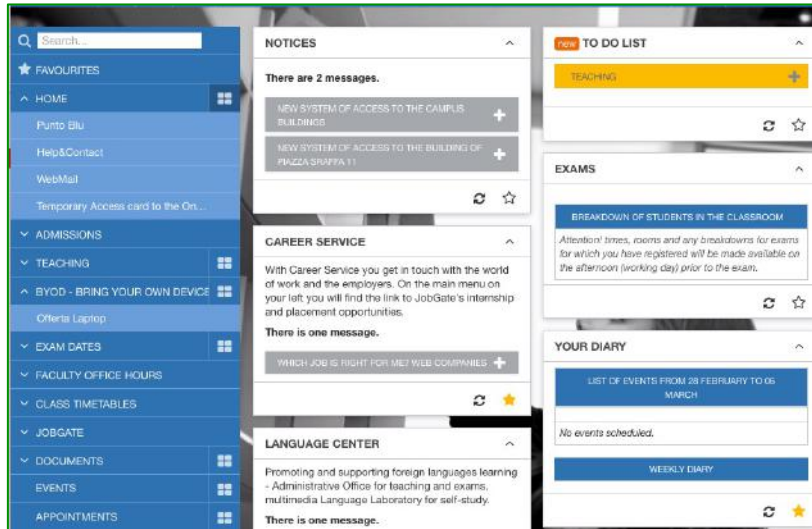 Search...
FAVOURITES
HOME
Punto Blu
Help&Contact
WebMail
Temporary Access card to the On...
ADMISSIONS
TEACHING
BYOD - BRING YOUR OWN DEVICE
Offerta Laptop
EXAM DATES
FACULTY OFFICE HOURS
CLASS TIMETABLES
JOBGATE
DOCUMENTS
EVENTS
APPOINTMENTS
NOTICES
There are 2 messages.
NEW SYSTEM OF ACCESS TO THE CAMPUS
BUILDINGS
NEW SYSTEM OF ACCESS TO THE BUILDING OF
PIAZZA SRAFFA 11
CAREER SERVICE
With Career Service you get in touch with the world
of work and the employers. On the main menu on
your left you will find the link to JobGate's internship
and placement opportunities.
There is one message.
WHICH JOB IS RIGHT FOR ME? WEB COMPANIES
LANGUAGE CENTER
Promoting and supporting foreign languages learning
- Administrative Office for teaching and exams,
multimedia Language Laboratory for self-study.
There is one message.
new TO DO LIST
TEACHING
EXAMS
BREAKDOWN OF STUDENTS IN THE CLASSROOM
Attention! times, rooms and any breakdowns for exams
for which you have registered will be made available on
the afternoon (working day) prior to the exam.
YOUR DIARY
LIST OF EVENTS FROM 28 FEBRUARY TO 06
MARCH
No events scheduled.
WEEKLY DIARY